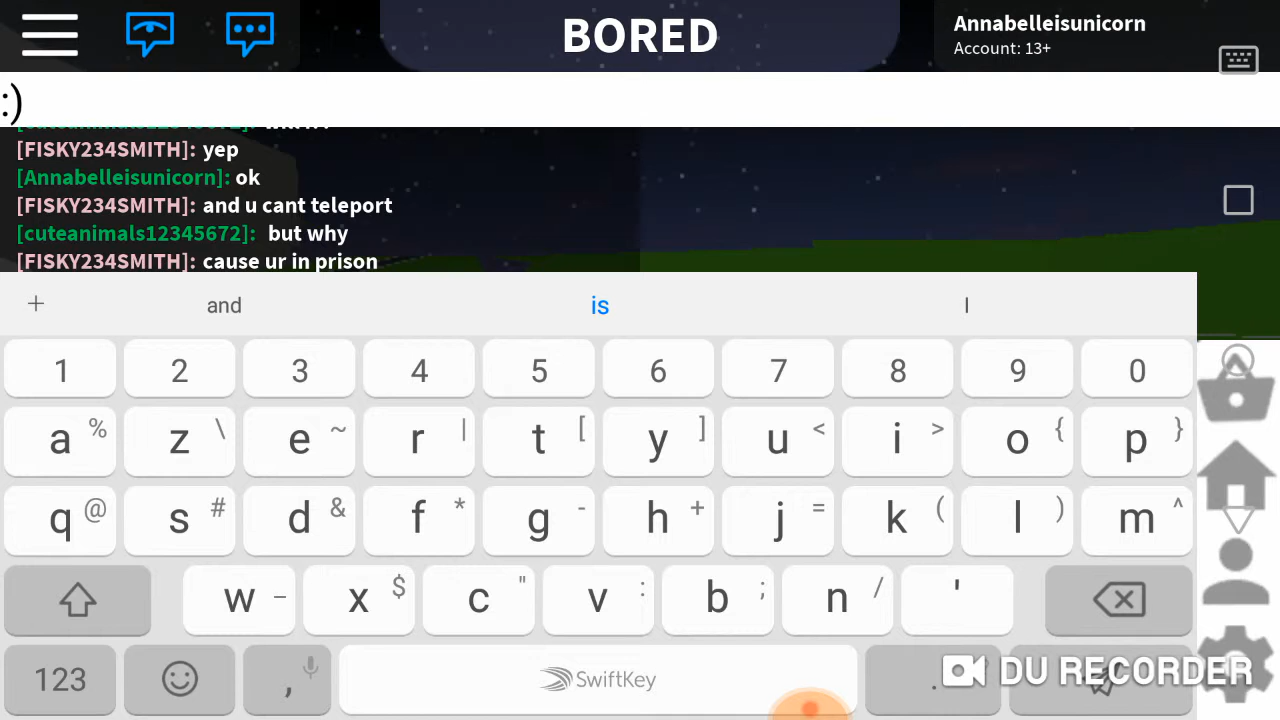 BORED
Annabelleisunicorn
Account: 13+
:)
[FISKY234SMITH]: yep
[Annabelleisunicorn]: ok
[FISKY234SMITH]: and u cant teleport
[cuteanimals12345672]: but why
[FISKY234SMITH]: cause ur in prison
+ and is I
1 2 3 4 5 6 7 8 9 0
a % z \ e ~ r | t [ y ] u < i > o { p }
q @ s # d & f * g - h + j = k ( l ) m ^
w _ x $ c " v : b ; n / '
123 , SwiftKey .
DU RECORDER